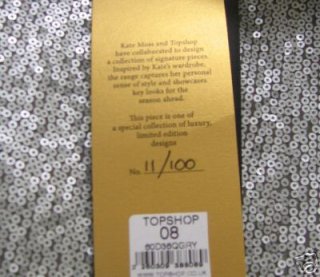 Kate Moss and Topshop
have collaborated to design
a collection of signature pieces.
Inspired by Kate's wardrobe,
the range captures her personal
sense of style and showcases
key looks for the
season ahead.
This piece is one of
a special collection of luxury,
limited edition
designs
No. 11/100
TOPSHOP
08